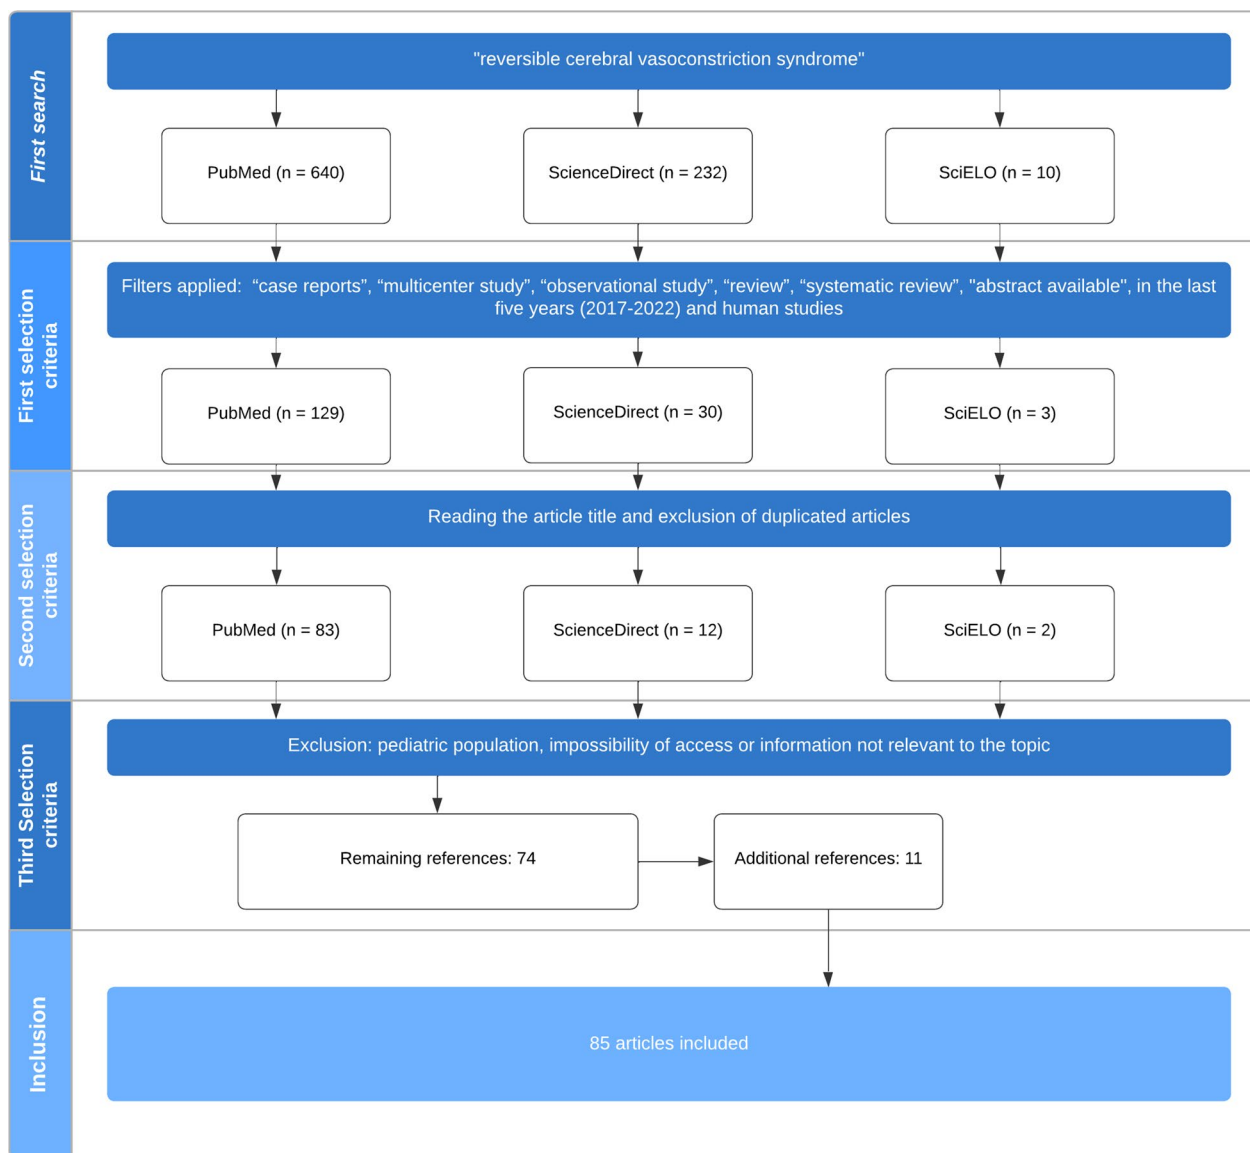 First search
"reversible cerebral vasoconstriction syndrome"
PubMed (n = 640)
ScienceDirect (n = 232)
SciELO (n = 10)
First selection
criteria
Filters applied:  “case reports”, “multicenter study”, “observational study”, “review”, “systematic review”, "abstract available", in the last
five years (2017-2022) and human studies
PubMed (n = 129)
ScienceDirect (n = 30)
SciELO (n = 3)
Second selection
criteria
Reading the article title and exclusion of duplicated articles
PubMed (n = 83)
ScienceDirect (n = 12)
SciELO (n = 2)
Third Selection
criteria
Exclusion: pediatric population, impossibility of access or information not relevant to the topic
Remaining references: 74
Additional references: 11
Inclusion
85 articles included